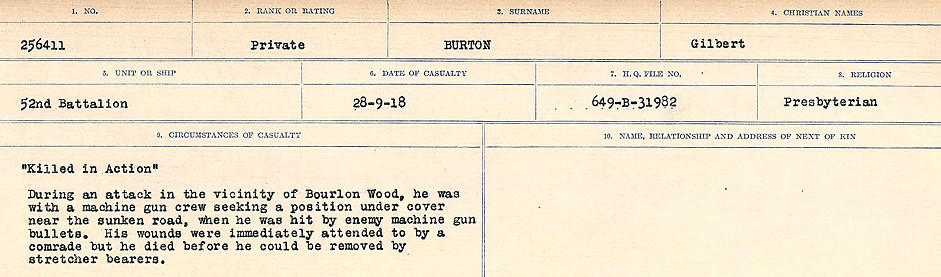 1. NO. 2. RANK OR RATING 3. SURNAME 4. CHRISTIAN NAMES
256411 Private BURTON Gilbert
5. UNIT OR SHIP 6. DATE OF CASUALTY 7. H.Q. FILE NO. 8. RELIGION
52nd Battalion 28-9-18 649-B-31982 Presbyterian
9. CIRCUMSTANCES OF CASUALTY 10. NAME, RELATIONSHIP AND ADDRESS OF NEXT OF KIN
"Killed in Action"
During an attack in the vicinity of Bourlon Wood, he was
with a machine gun crew seeking a position under cover
near the sunken road, when he was hit by enemy machine gun
bullets. His wounds were immediately attended to by a
comrade but he died before he could be removed by
stretcher bearers.